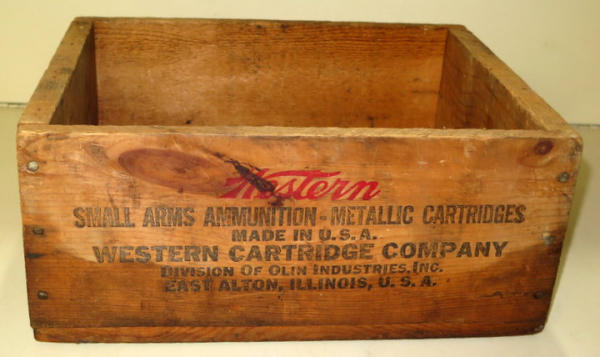 Western
SMALL ARMS AMMUNITION - METALLIC CARTRIDGES
MADE IN U.S.A.
WESTERN CARTRIDGE COMPANY
DIVISION OF OLIN INDUSTRIES, INC.
EAST ALTON, ILLINOIS, U.S.A.